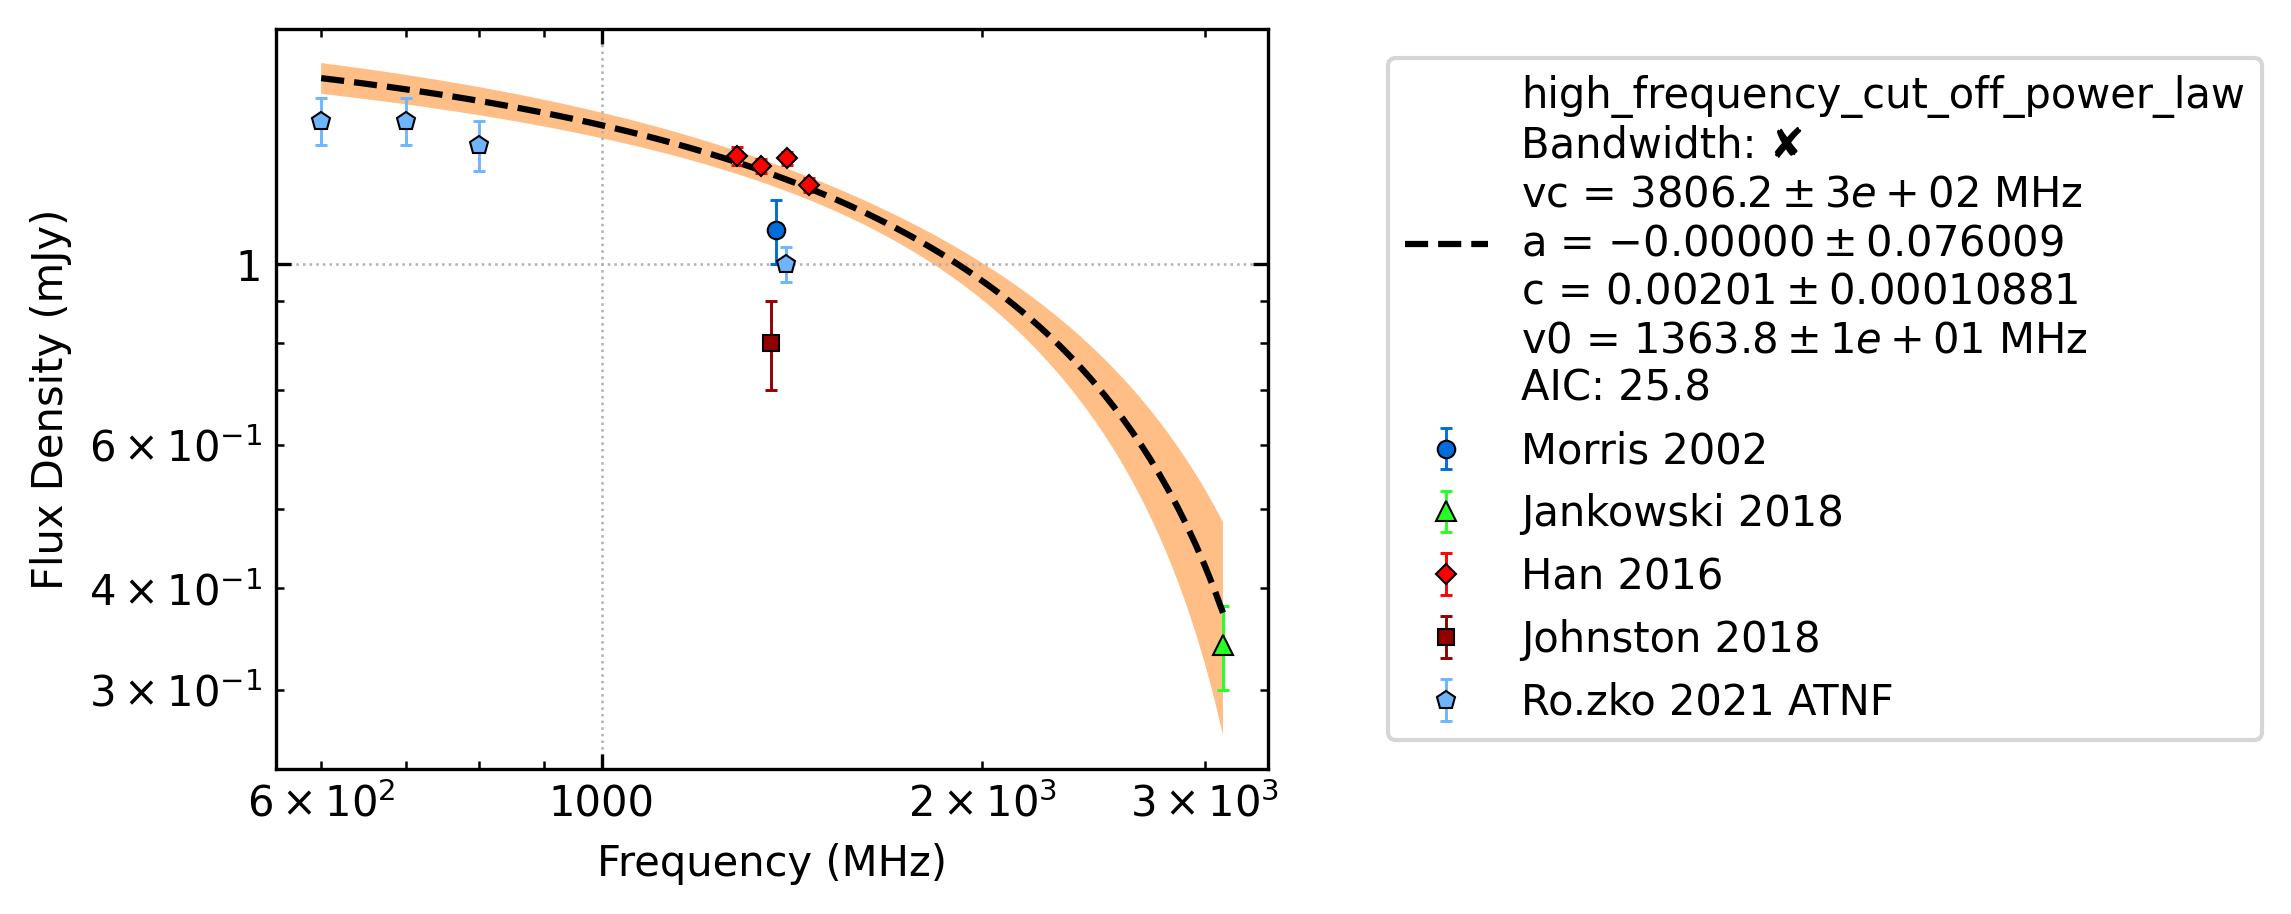 Flux Density (mJy)
1
6 × 10⁻¹
4 × 10⁻¹
3 × 10⁻¹
6 × 10² 1000 2 × 10³ 3 × 10³
Frequency (MHz)
high_frequency_cut_off_power_law
Bandwidth: ✘
vc = 3806.2 ± 3e + 02 MHz
a = −0.00000 ± 0.076009
c = 0.00201 ± 0.00010881
v0 = 1363.8 ± 1e + 01 MHz
AIC: 25.8
Morris 2002
Jankowski 2018
Han 2016
Johnston 2018
Ro.zko 2021 ATNF